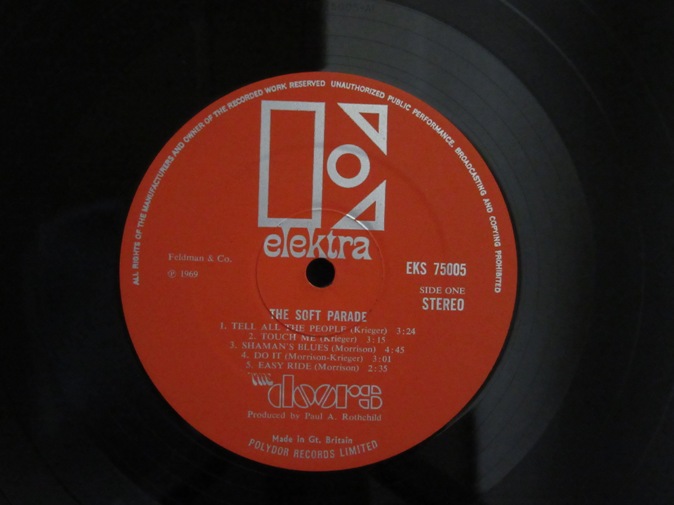 ALL RIGHTS OF THE MANUFACTURERS AND OWNER OF THE RECORDED WORK RESERVED UNAUTHORIZED PUBLIC PERFORMANCE, BROADCASTING AND COPYING PROHIBITED
elektra
Feldman & Co.
℗ 1969
EKS 75005
SIDE ONE
STEREO
THE SOFT PARADE
1. TELL ALL THE PEOPLE (Krieger) 3:24
2. TOUCH ME (Krieger) 3:15
3. SHAMAN'S BLUES (Morrison) 4:45
4. DO IT (Morrison-Krieger) 3:01
5. EASY RIDE (Morrison) 2:35
THE
doors
Produced by Paul A. Rothchild
Made in Gt. Britain
POLYDOR RECORDS LIMITED